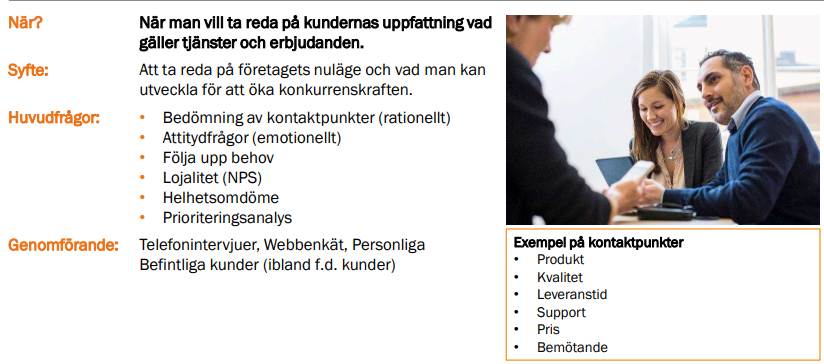 När?
När man vill ta reda på kundernas uppfattning vad
gäller tjänster och erbjudanden.
Syfte:
Att ta reda på företagets nuläge och vad man kan
utveckla för att öka konkurrenskraften.
Huvudfrågor:
• Bedömning av kontaktpunkter (rationellt)
• Attitydfrågor (emotionellt)
• Följa upp behov
• Lojalitet (NPS)
• Helhetsomdöme
• Prioriteringsanalys
Genomförande:
Telefonintervjuer, Webbenkät, Personliga
Befintliga kunder (ibland f.d. kunder)
Exempel på kontaktpunkter
• Produkt
• Kvalitet
• Leveranstid
• Support
• Pris
• Bemötande